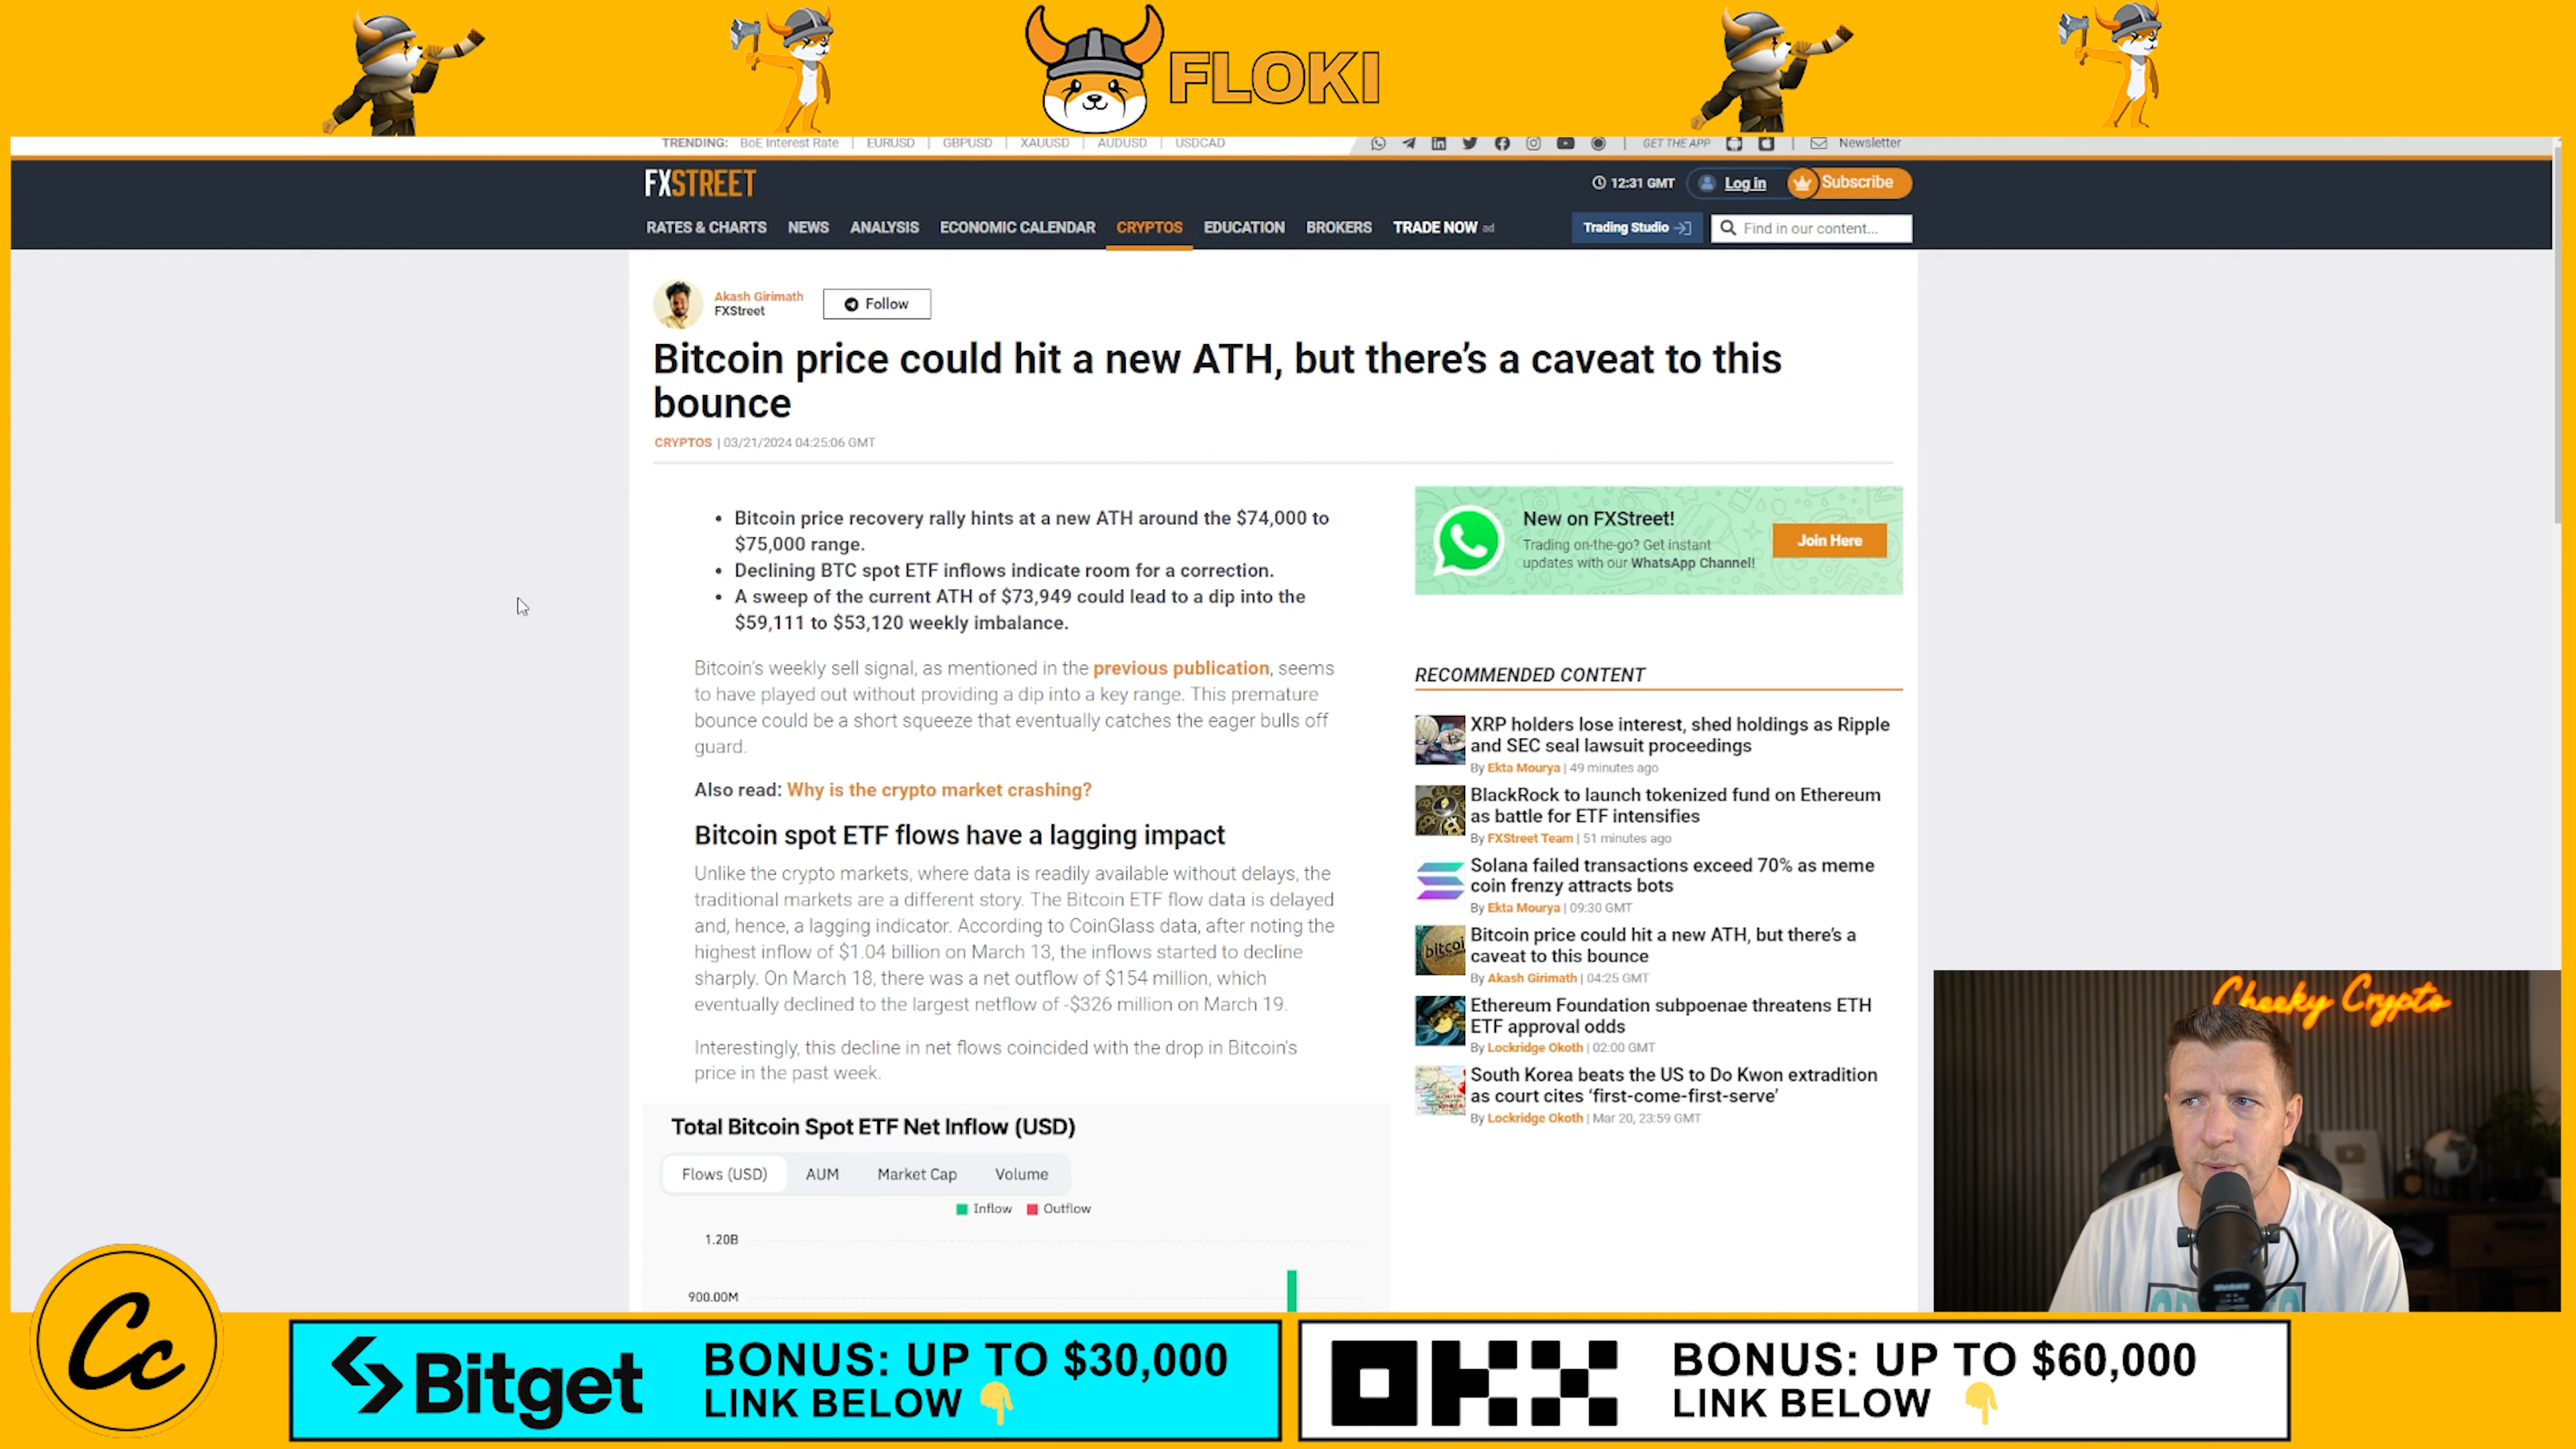 FLOKI
TRENDING: BoE Interest Rate | EURUSD | GBPUSD | XAUUSD | AUDUSD | USDCAD
GET THE APP
Newsletter
FXSTREET
12:31 GMT
Log in
Subscribe
RATES & CHARTS
NEWS
ANALYSIS
ECONOMIC CALENDAR
CRYPTOS
EDUCATION
BROKERS
TRADE NOW ad
Trading Studio
Find in our content...
Akash Girimath
FXStreet
Follow
Bitcoin price could hit a new ATH, but there's a caveat to this
bounce
CRYPTOS | 03/21/2024 04:25:06 GMT
• Bitcoin price recovery rally hints at a new ATH around the $74,000 to
$75,000 range.
• Declining BTC spot ETF inflows indicate room for a correction.
• A sweep of the current ATH of $73,949 could lead to a dip into the
$59,111 to $53,120 weekly imbalance.
Bitcoin's weekly sell signal, as mentioned in the previous publication, seems
to have played out without providing a dip into a key range. This premature
bounce could be a short squeeze that eventually catches the eager bulls off
guard.
Also read: Why is the crypto market crashing?
Bitcoin spot ETF flows have a lagging impact
Unlike the crypto markets, where data is readily available without delays, the
traditional markets are a different story. The Bitcoin ETF flow data is delayed
and, hence, a lagging indicator. According to CoinGlass data, after noting the
highest inflow of $1.04 billion on March 13, the inflows started to decline
sharply. On March 18, there was a net outflow of $154 million, which
eventually declined to the largest netflow of -$326 million on March 19.
Interestingly, this decline in net flows coincided with the drop in Bitcoin's
price in the past week.
Total Bitcoin Spot ETF Net Inflow (USD)
Flows (USD)
AUM
Market Cap
Volume
Inflow
Outflow
1.20B
900.00M
New on FXStreet!
Trading on-the-go? Get instant
updates with our WhatsApp Channel!
Join Here
RECOMMENDED CONTENT
XRP holders lose interest, shed holdings as Ripple
and SEC seal lawsuit proceedings
By Ekta Mourya | 49 minutes ago
BlackRock to launch tokenized fund on Ethereum
as battle for ETF intensifies
By FXStreet Team | 51 minutes ago
Solana failed transactions exceed 70% as meme
coin frenzy attracts bots
By Ekta Mourya | 09:30 GMT
bitcoi
Bitcoin price could hit a new ATH, but there's a
caveat to this bounce
By Akash Girimath | 04:25 GMT
Ethereum Foundation subpoenae threatens ETH
ETF approval odds
By Lockridge Okoth | 02:00 GMT
South Korea beats the US to Do Kwon extradition
as court cites 'first-come-first-serve'
By Lockridge Okoth | Mar 20, 23:59 GMT
Cheeky Crypto
Cc
Bitget
BONUS: UP TO $30,000
LINK BELOW
OKX
BONUS: UP TO $60,000
LINK BELOW